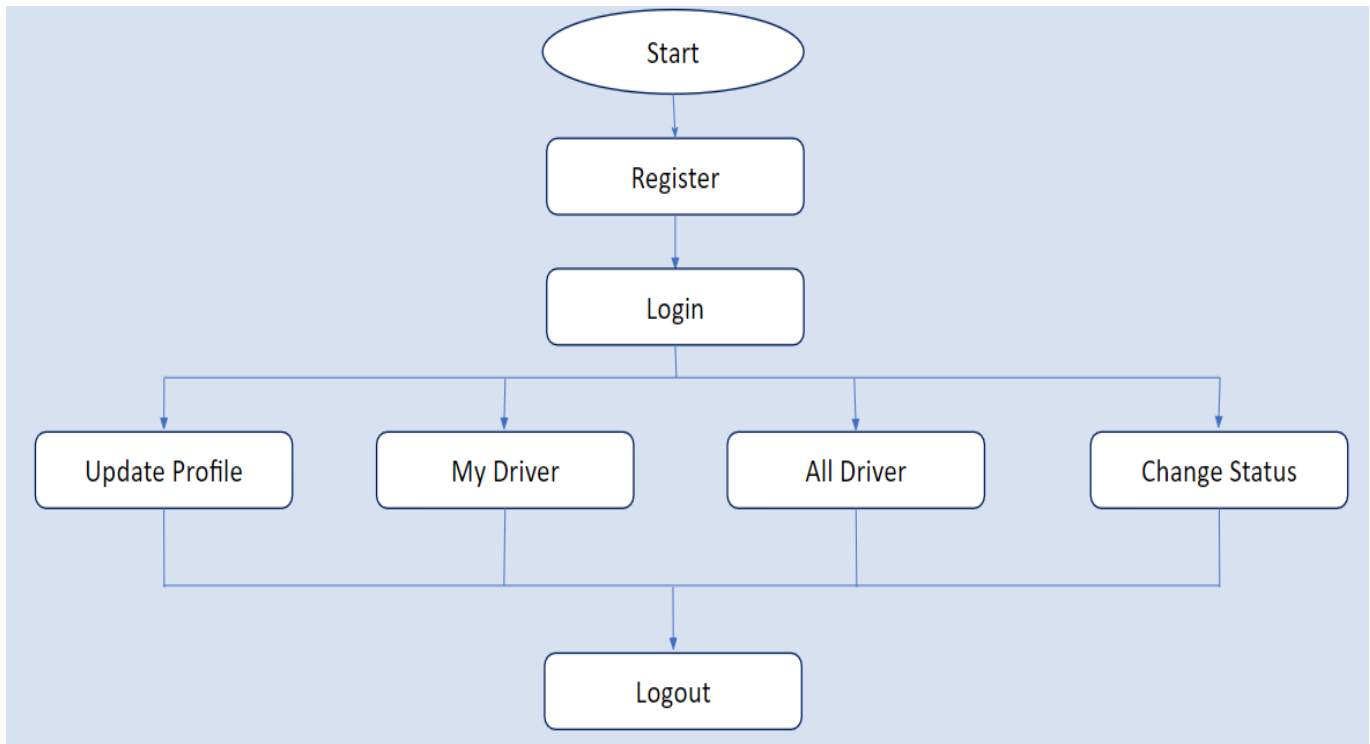 Start
Register
Login
Update Profile
My Driver
All Driver
Change Status
Logout